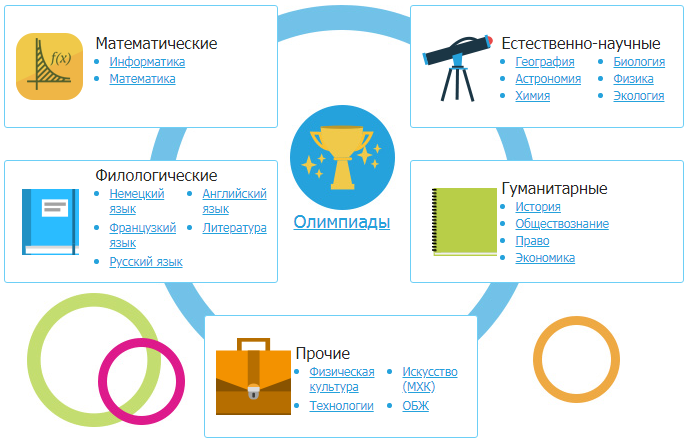 Математические
Информатика
Математика
f(x)
Естественно-научные
География
Биология
Астрономия
Физика
Химия
Экология
Филологические
Немецкий
язык
Английский
язык
Французкий
язык
Литература
Русский язык
Олимпиады
Гуманитарные
История
Обществознание
Право
Экономика
Прочие
Физическая
культура
Искусство
(МХК)
Технологии
ОБЖ